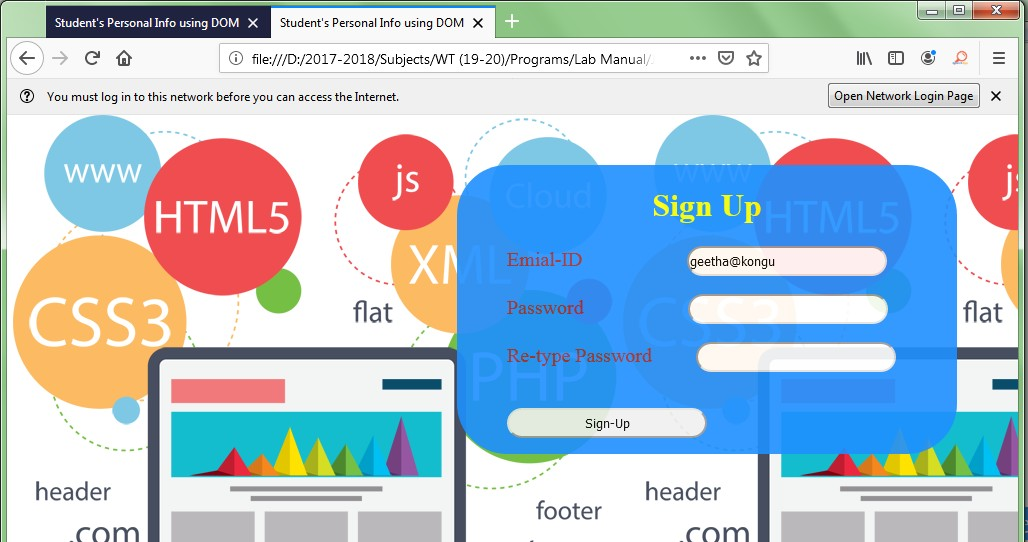 Student's Personal Info using DOM
Student's Personal Info using DOM
file:///D:/2017-2018/Subjects/WT (19-20)/Programs/Lab Manual/
You must log in to this network before you can access the Internet.
Open Network Login Page
www
HTML5
js
Cloud
www
HTML5
js
CSS3
XML
flat
PHP
CSS3
flat
Sign Up
Emial-ID
geetha@kongu
Password
Re-type Password
Sign-Up
header
footer
header
.com
.com